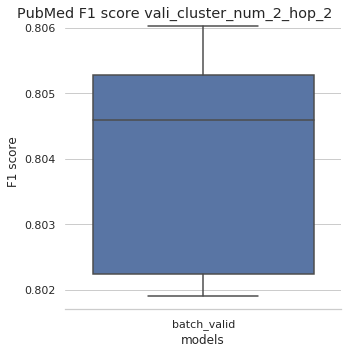 PubMed F1 score vali_cluster_num_2_hop_2
0.806
0.805
0.804
0.803
0.802
F1 score
batch_valid
models